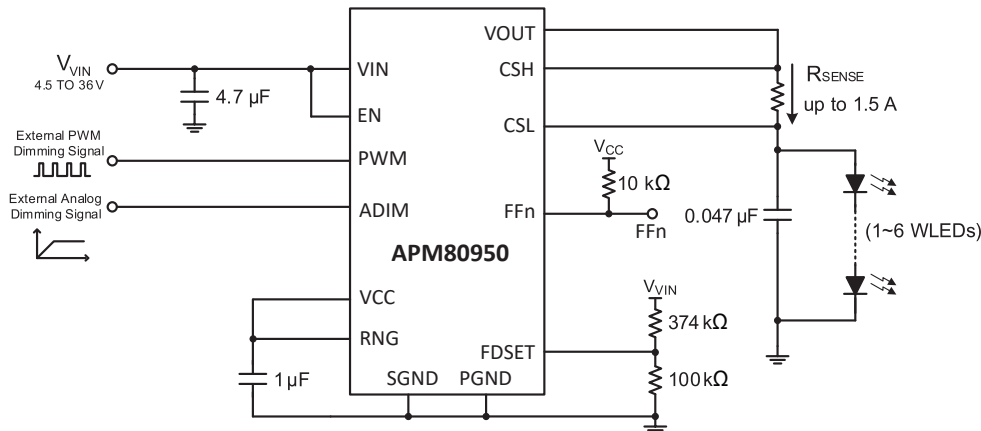 VVIN
4.5 TO 36V
4.7 µF
External PWM
Dimming Signal
External Analog
Dimming Signal
1 µF
VIN
EN
PWM
ADIM
VCC
RNG
SGND
PGND
APM80950
VOUT
CSH
CSL
FFn
FDSET
RSENSE
up to 1.5 A
VCC
10 kΩ
FFn
0.047 µF
(1~6 WLEDs)
VVIN
374 kΩ
100 kΩ